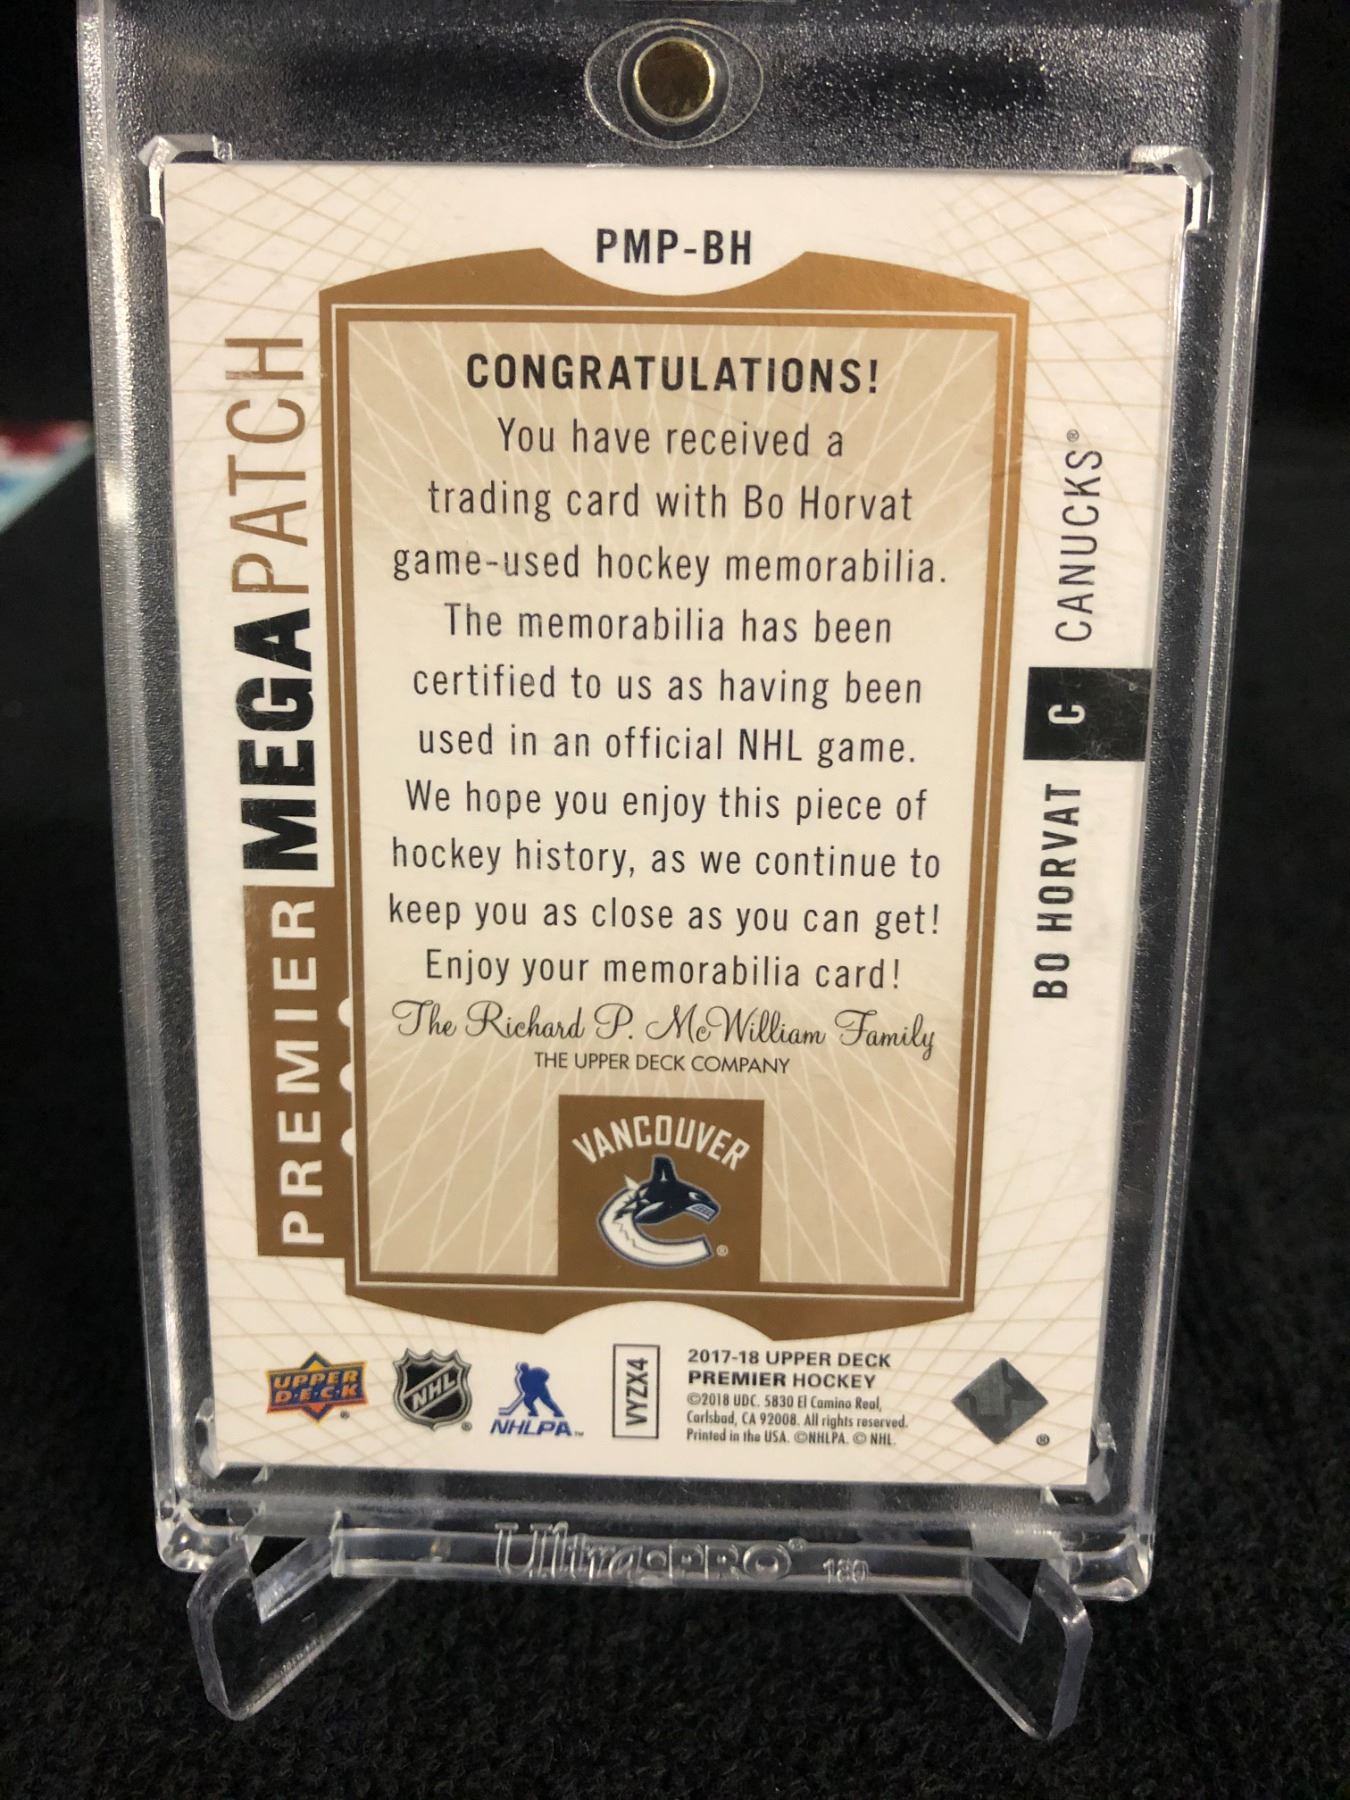 PMP-BH
PREMIER MEGAPATCH
CONGRATULATIONS!
You have received a
trading card with Bo Horvat
game-used hockey memorabilia.
The memorabilia has been
certified to us as having been
used in an official NHL game.
We hope you enjoy this piece of
hockey history, as we continue to
keep you as close as you can get!
Enjoy your memorabilia card!
The Richard P. McWilliam Family
THE UPPER DECK COMPANY
VANCOUVER
®
BO HORVAT C CANUCKS®
UPPER
D·E·C·K
®
NHL
®
NHLPA™
VYZX4
2017-18 UPPER DECK
PREMIER HOCKEY
©2018 UDC. 5830 El Camino Real,
Carlsbad, CA 92008. All rights reserved.
Printed in the USA. ©NHLPA. © NHL.
®
Ultra·PRO® 180